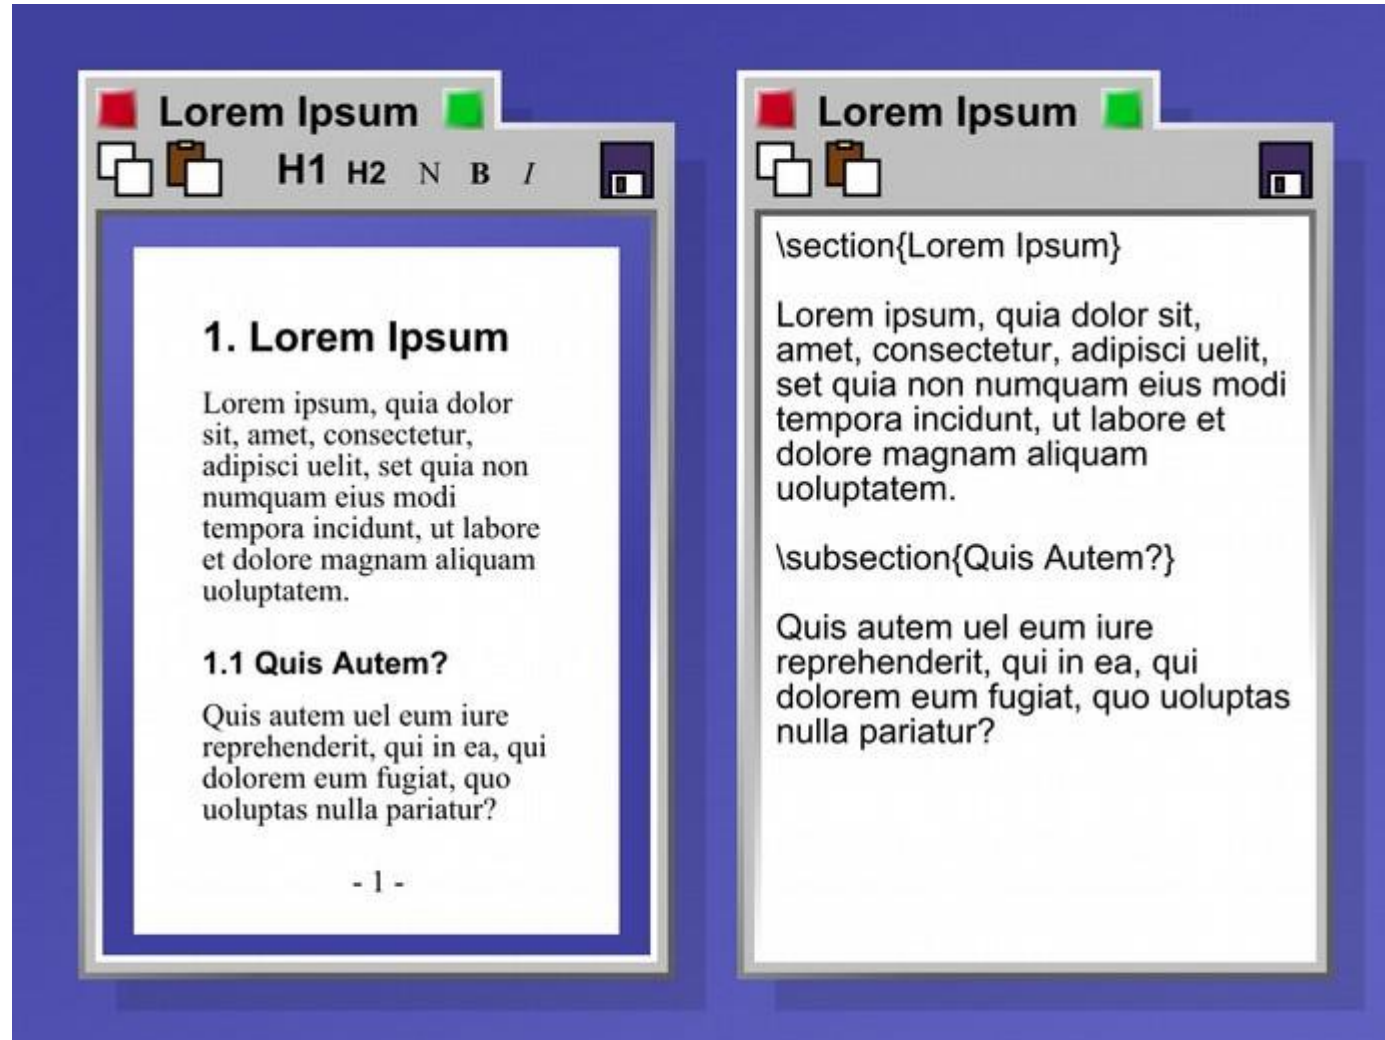 Lorem Ipsum
H1 H2 N B I
1. Lorem Ipsum
Lorem ipsum, quia dolor
sit, amet, consectetur,
adipisci uelit, set quia non
numquam eius modi
tempora incidunt, ut labore
et dolore magnam aliquam
uoluptatem.
1.1 Quis Autem?
Quis autem uel eum iure
reprehenderit, qui in ea, qui
dolorem eum fugiat, quo
uoluptas nulla pariatur?
- 1 -
Lorem Ipsum
\section{Lorem Ipsum}
Lorem ipsum, quia dolor sit,
amet, consectetur, adipisci uelit,
set quia non numquam eius modi
tempora incidunt, ut labore et
dolore magnam aliquam
uoluptatem.
\subsection{Quis Autem?}
Quis autem uel eum iure
reprehenderit, qui in ea, qui
dolorem eum fugiat, quo uoluptas
nulla pariatur?